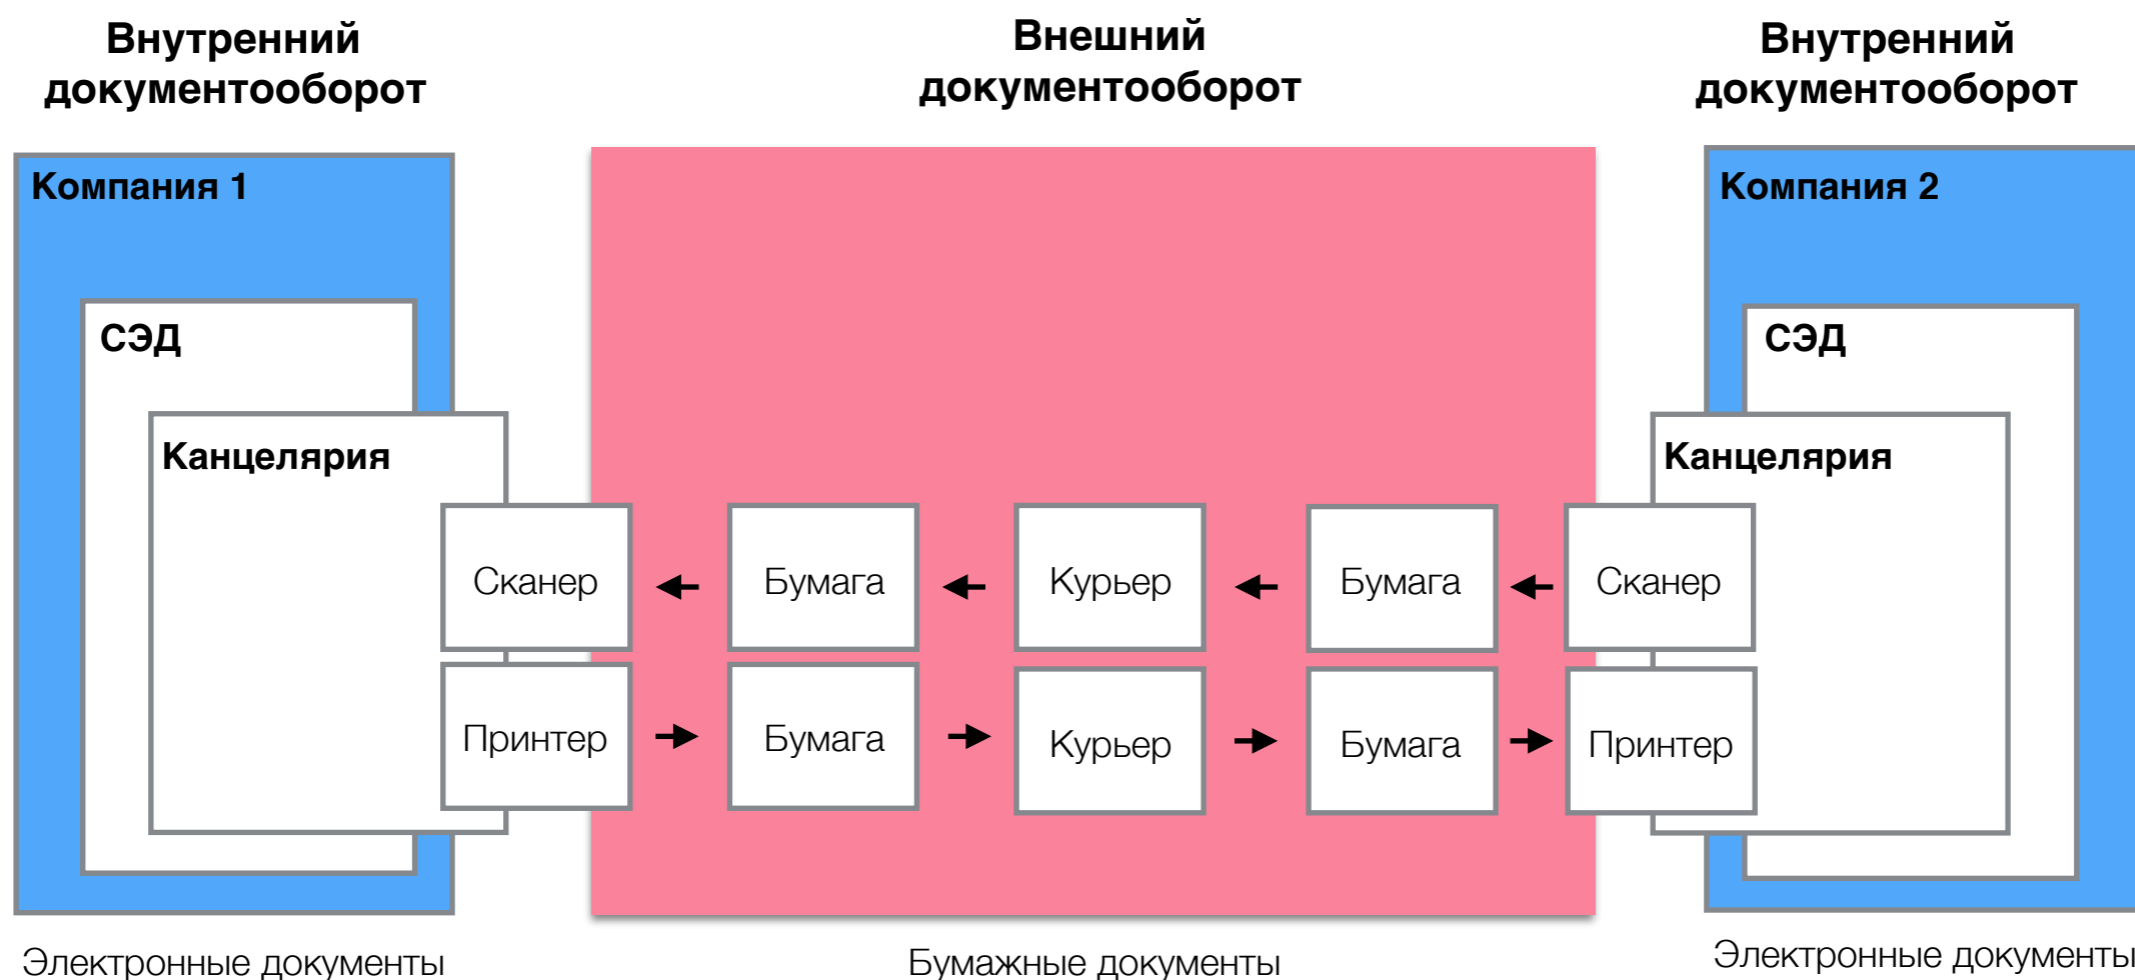 Внутренний
документооборот
Внешний
документооборот
Внутренний
документооборот
Компания 1
Компания 2
СЭД
СЭД
Канцелярия
Канцелярия
Сканер
Бумага
Курьер
Бумага
Сканер
Принтер
Бумага
Курьер
Бумага
Принтер
Электронные документы
Бумажные документы
Электронные документы